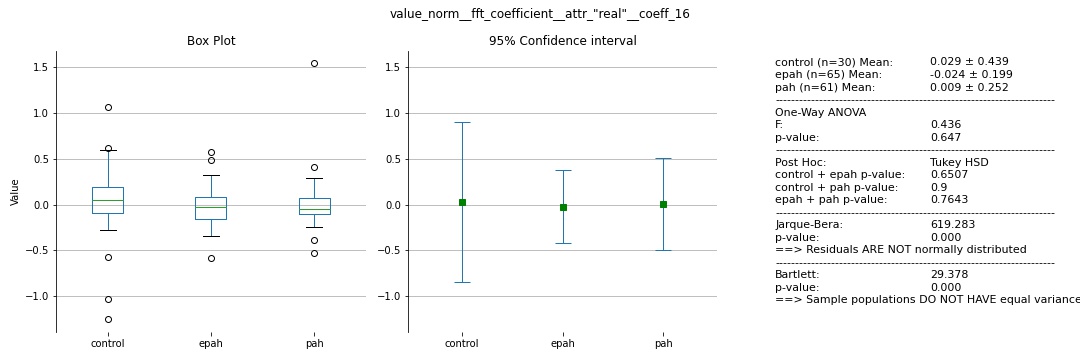 value_norm__fft_coefficient__attr_"real"__coeff_16
Box Plot
95% Confidence interval
Value
1.5
1.0
0.5
0.0
−0.5
−1.0
control
epah
pah
1.5
1.0
0.5
0.0
−0.5
−1.0
control
epah
pah
control (n=30) Mean: 0.029 ± 0.439
epah (n=65) Mean: -0.024 ± 0.199
pah (n=61) Mean: 0.009 ± 0.252
One-Way ANOVA
F: 0.436
p-value: 0.647
Post Hoc: Tukey HSD
control + epah p-value: 0.6507
control + pah p-value: 0.9
epah + pah p-value: 0.7643
Jarque-Bera: 619.283
p-value: 0.000
==> Residuals ARE NOT normally distributed
Bartlett: 29.378
p-value: 0.000
==> Sample populations DO NOT HAVE equal variance